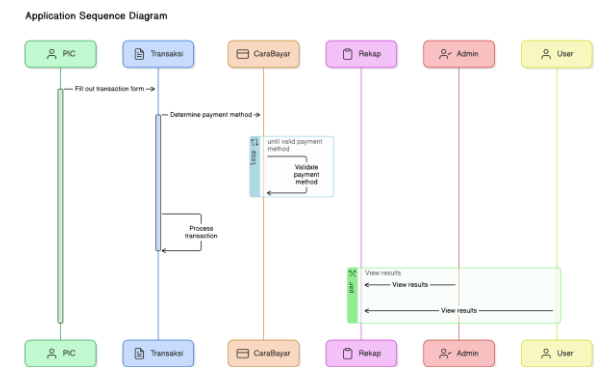 Application Sequence Diagram
PIC
Transaksi
CaraBayar
Rekap
Admin
User
Fill out transaction form
Determine payment method
loop
until valid payment
method
Validate
payment
method
Process
transaction
par
View results
View results
View results
PIC
Transaksi
CaraBayar
Rekap
Admin
User